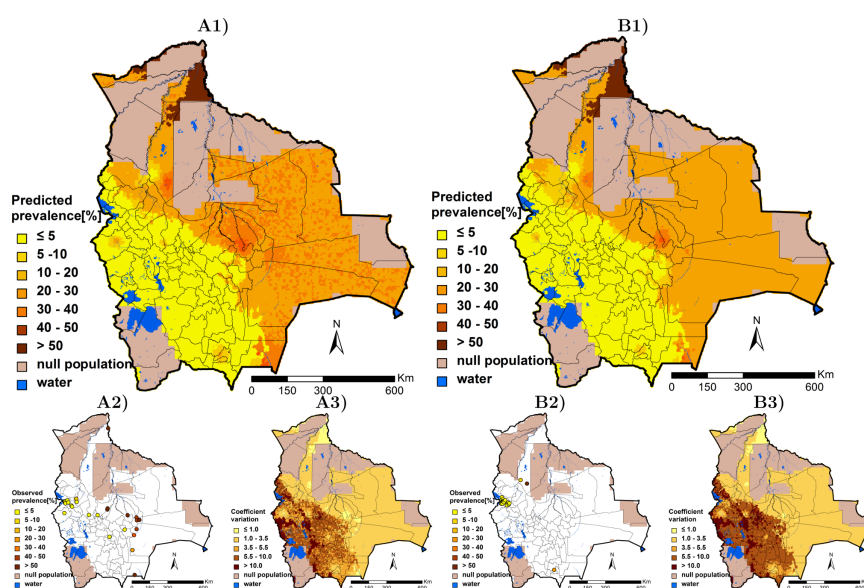 A1)
Predicted
prevalence[%]
≤ 5
5 -10
10 - 20
20 - 30
30 - 40
40 - 50
> 50
null population
water
N
Km
0 150 300 600
B1)
Predicted
prevalence[%]
≤ 5
5 -10
10 - 20
20 - 30
30 - 40
40 - 50
> 50
null population
water
N
Km
0 150 300 600
A2)
Observed
prevalence[%]
≤ 5
5 -10
10 - 20
20 - 30
30 - 40
40 - 50
> 50
null population
water
N
Km
A3)
Coefficient
variation
≤ 1.0
1.0 - 3.5
3.5 - 5.5
5.5 - 10.0
> 10.0
null population
water
N
Km
B2)
Observed
prevalence[%]
≤ 5
5 -10
10 - 20
20 - 30
30 - 40
40 - 50
> 50
null population
water
N
Km
B3)
Coefficient
variation
≤ 1.0
1.0 - 3.5
3.5 - 5.5
5.5 - 10.0
> 10.0
null population
water
N
Km